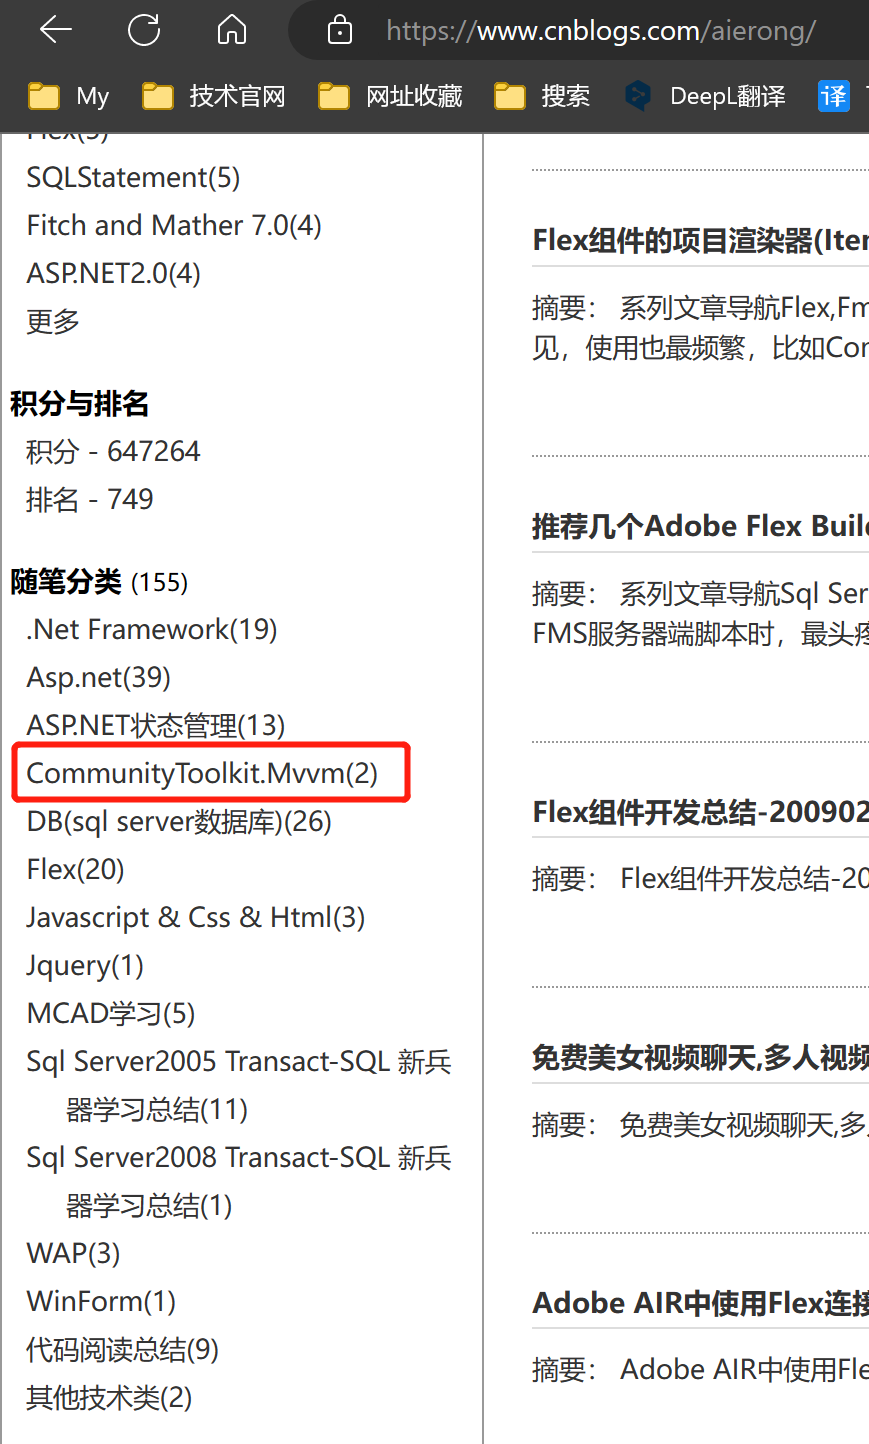 https://www.cnblogs.com/aierong/
My 技术官网 网址收藏 搜索 DeepL翻译 译
Flex(5)
SQLStatement(5)
Fitch and Mather 7.0(4)
ASP.NET2.0(4)
更多
积分与排名
积分 - 647264
排名 - 749
随笔分类 (155)
.Net Framework(19)
Asp.net(39)
ASP.NET状态管理(13)
CommunityToolkit.Mvvm(2)
DB(sql server数据库)(26)
Flex(20)
Javascript & Css & Html(3)
Jquery(1)
MCAD学习(5)
Sql Server2005 Transact-SQL 新兵
器学习总结(11)
Sql Server2008 Transact-SQL 新兵
器学习总结(1)
WAP(3)
WinForm(1)
代码阅读总结(9)
其他技术类(2)
Flex组件的项目渲染器(Iter
摘要： 系列文章导航Flex,Fm
见，使用也最频繁，比如Cor
推荐几个Adobe Flex Buil
摘要： 系列文章导航Sql Ser
FMS服务器端脚本时，最头疼
Flex组件开发总结-200902
摘要： Flex组件开发总结-20
免费美女视频聊天,多人视频
摘要： 免费美女视频聊天,多
Adobe AIR中使用Flex连接
摘要： Adobe AIR中使用Fle